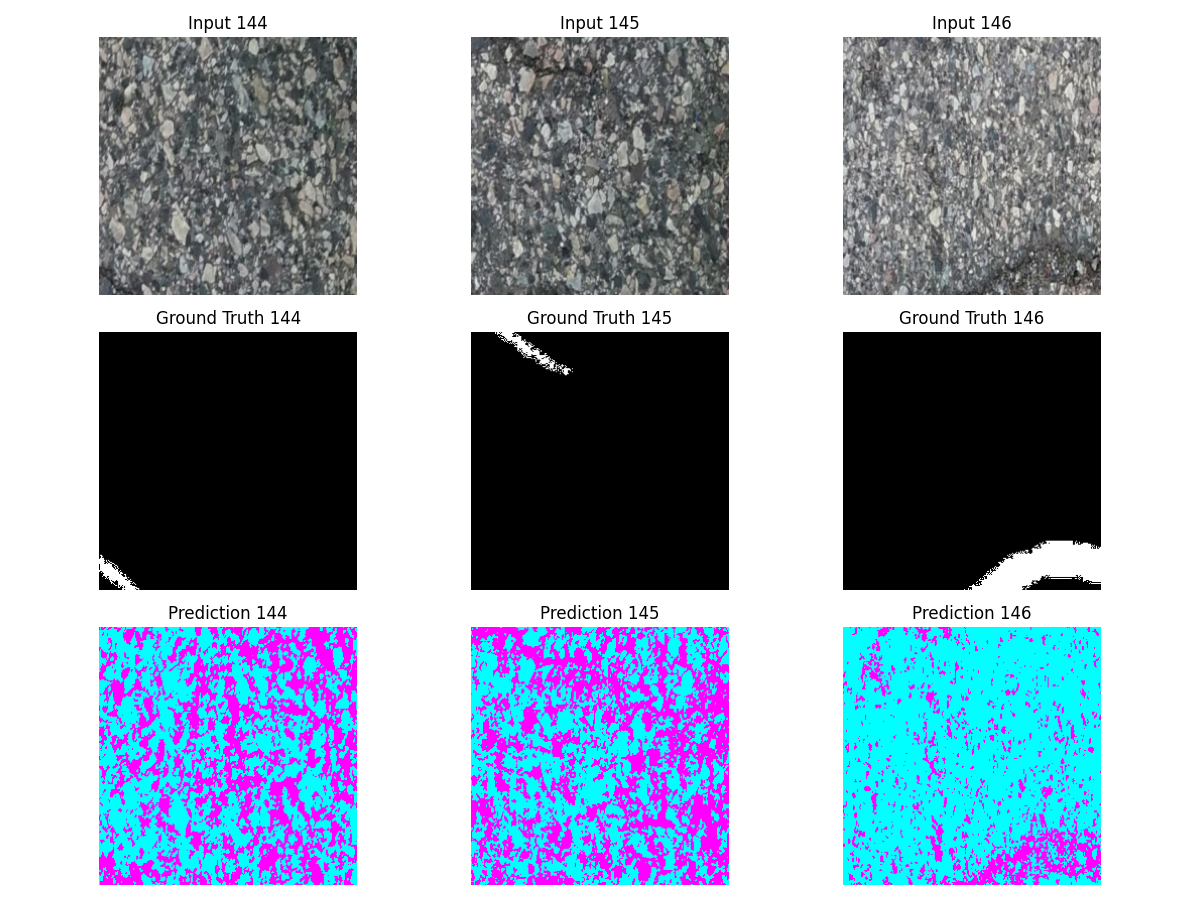 Input 144
Input 145
Input 146
Ground Truth 144
Ground Truth 145
Ground Truth 146
Prediction 144
Prediction 145
Prediction 146